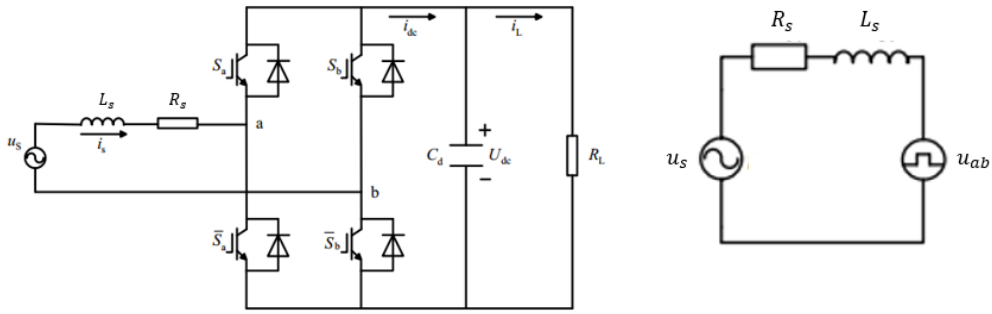 i_dc
i_L
S_a
S_b
L_s
R_s
a
u_S
i_s
C_d
+
U_dc
−
R_L
b
S̅_a
S̅_b
R_s
L_s
u_s
u_ab